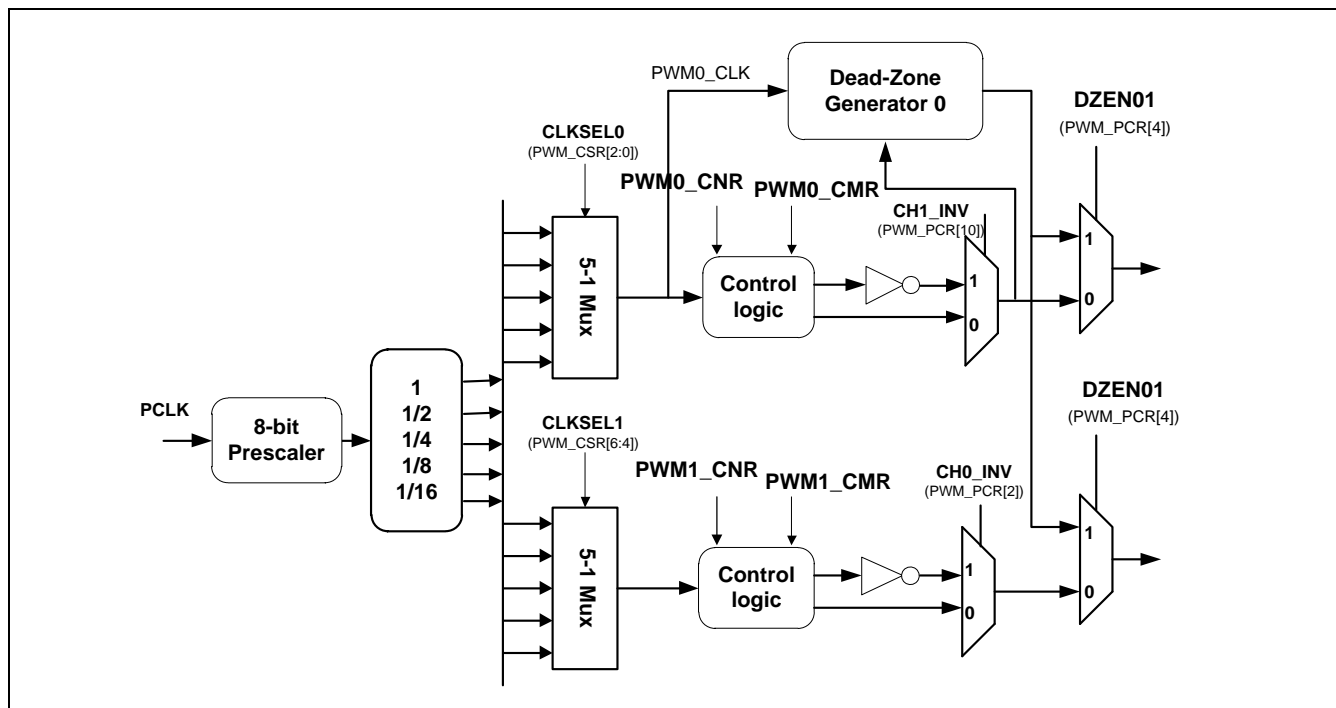 PWM0_CLK
Dead-Zone
Generator 0
DZEN01
(PWM_PCR[4])
CLKSEL0
(PWM_CSR[2:0])
PWM0_CNR
PWM0_CMR
CH1_INV
(PWM_PCR[10])
5-1 Mux
Control
logic
1
0
1
0
PCLK
8-bit
Prescaler
1
1/2
1/4
1/8
1/16
CLKSEL1
(PWM_CSR[6:4])
PWM1_CNR
PWM1_CMR
CH0_INV
(PWM_PCR[2])
DZEN01
(PWM_PCR[4])
5-1 Mux
Control
logic
1
0
1
0